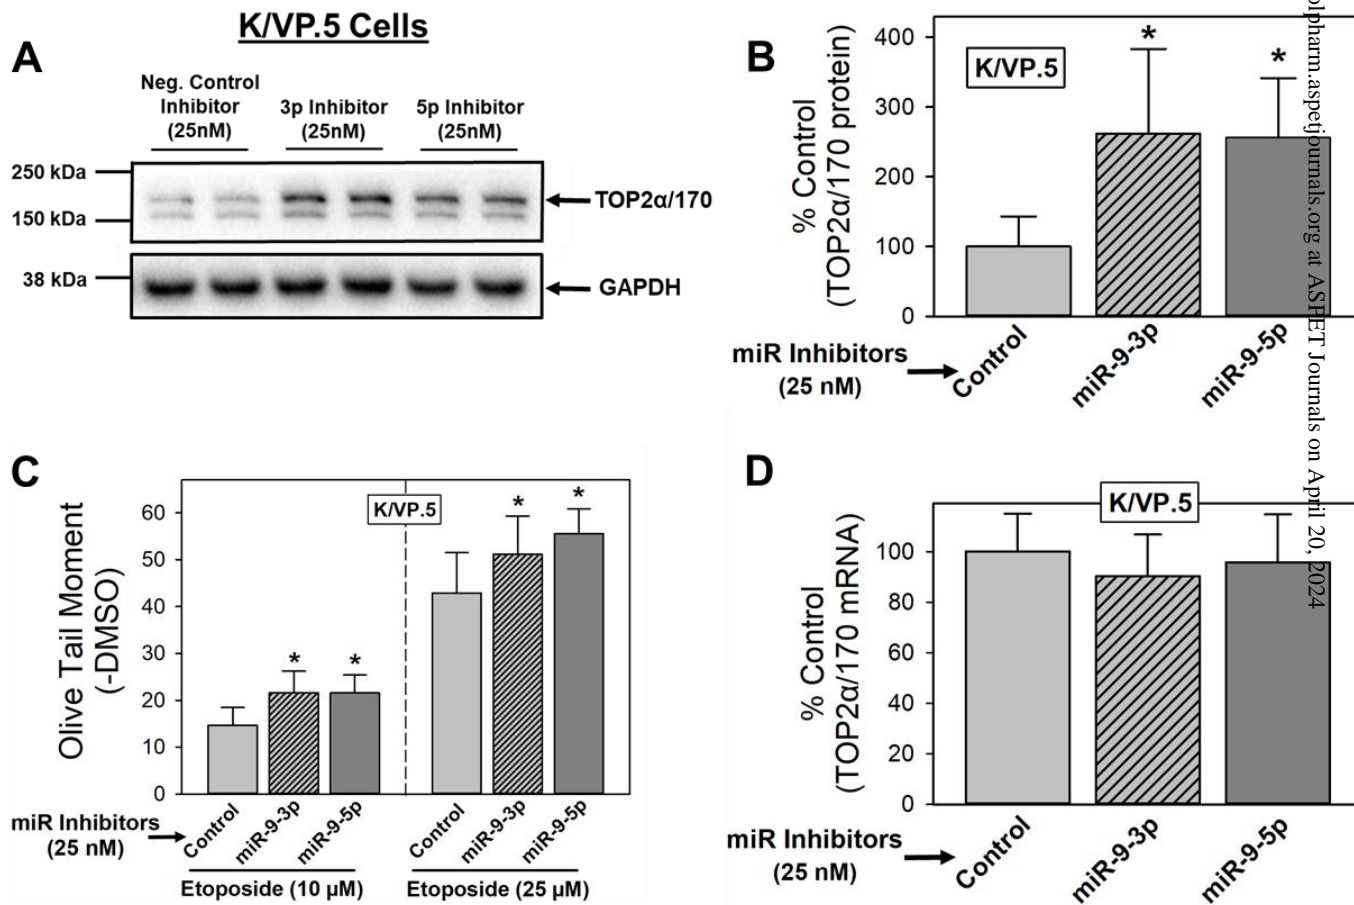 K/VP.5 Cells
A
Neg. Control
Inhibitor
(25nM)
3p Inhibitor
(25nM)
5p Inhibitor
(25nM)
250 kDa
150 kDa
38 kDa
TOP2α/170
GAPDH
B
% Control
(TOP2α/170 protein)
400
300
200
100
0
K/VP.5
*
*
miR Inhibitors
(25 nM)
Control
miR-9-3p
miR-9-5p
C
Olive Tail Moment
(-DMSO)
60
50
40
30
20
10
0
K/VP.5
*
*
*
*
miR Inhibitors
(25 nM)
Control
miR-9-3p
miR-9-5p
Control
miR-9-3p
miR-9-5p
Etoposide (10 µM)
Etoposide (25 µM)
D
% Control
(TOP2α/170 mRNA)
100
80
60
40
20
0
K/VP.5
miR Inhibitors
(25 nM)
Control
miR-9-3p
miR-9-5p
olpharm.aspetjournals.org at ASPET Journals on April 20, 2024